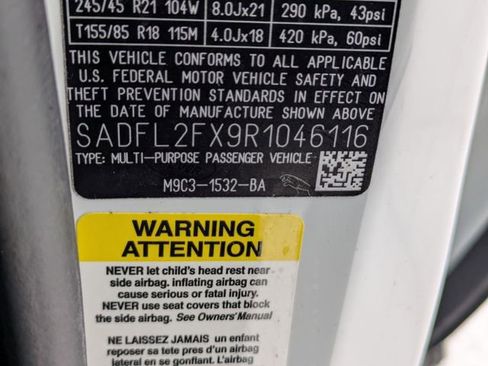 245/45 R21 104W 8.0Jx21 290 kPa, 43psi
T155/85 R18 115M 4.0Jx18 420 kPa, 60psi
THIS VEHICLE CONFORMS TO ALL APPLICABLE
U.S. FEDERAL MOTOR VEHICLE SAFETY AND
THEFT PREVENTION STANDARDS IN EFFECT ON
THE DATE OF MANUFACTURE SHOWN ABOVE
SADFL2FX9R1046116
TYPE: MULTI-PURPOSE PASSENGER VEHICLE
M9C3-1532-BA
WARNING
ATTENTION
NEVER let child's head rest near
side airbag. inflating airbag can
cause serious or fatal injury.
NEVER use seat covers that block
the side airbag. See Owners' Manual
NE LAISSEZ JAMAIS un enfant
reposer sa tete pres d'un airbag
lateral en se gonflant. L'airbag